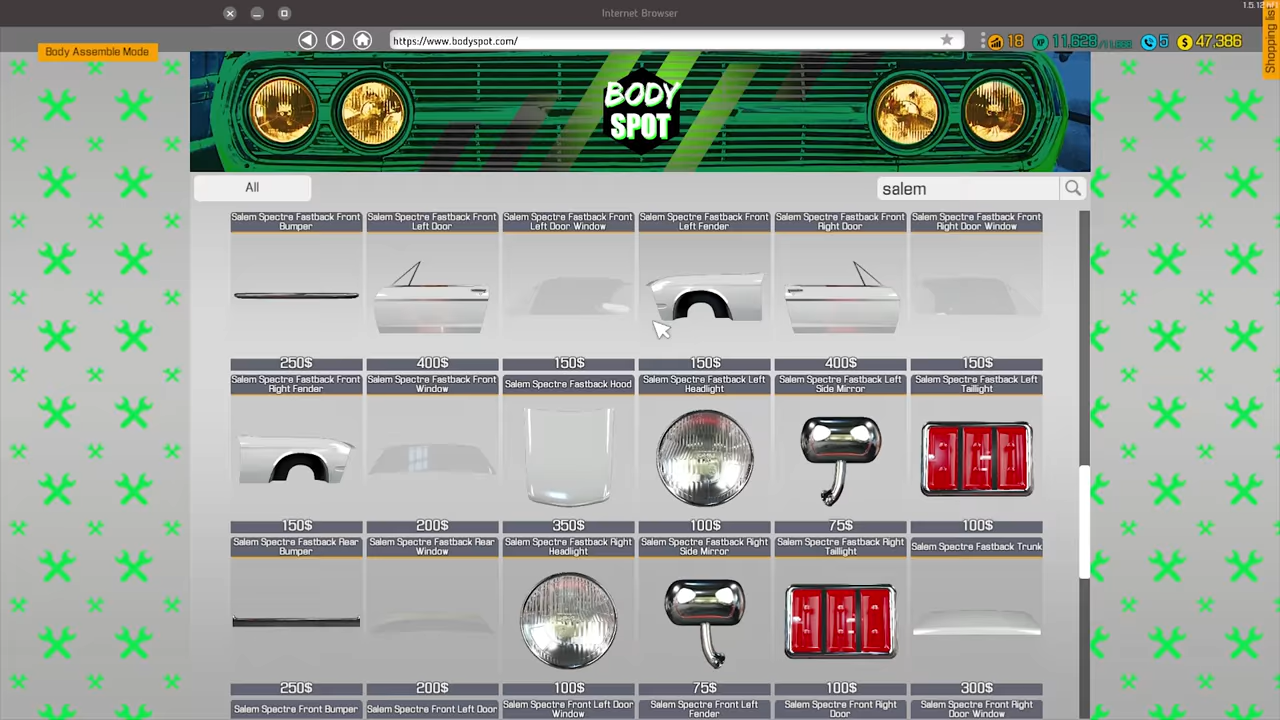 Internet Browser
Body Assemble Mode
https://www.bodyspot.com/
18
XP
11,628
5
$ 47,386
BODY
SPOT
All
salem
Salem Spectre Fastback Front
Bumper
Salem Spectre Fastback Front
Left Door
Salem Spectre Fastback Front
Left Door Window
Salem Spectre Fastback Front
Left Fender
Salem Spectre Fastback Front
Right Door
Salem Spectre Fastback Front
Right Door Window
250$
400$
150$
150$
400$
150$
Salem Spectre Fastback Front
Right Fender
Salem Spectre Fastback Front
Window
Salem Spectre Fastback Hood
Salem Spectre Fastback Left
Headlight
Salem Spectre Fastback Left
Side Mirror
Salem Spectre Fastback Left
Taillight
150$
200$
350$
100$
75$
100$
Salem Spectre Fastback Rear
Bumper
Salem Spectre Fastback Rear
Window
Salem Spectre Fastback Right
Headlight
Salem Spectre Fastback Right
Side Mirror
Salem Spectre Fastback Right
Taillight
Salem Spectre Fastback Trunk
250$
200$
100$
75$
100$
300$
Salem Spectre Front Bumper
Salem Spectre Front Left Door
Salem Spectre Front Left Door
Window
Salem Spectre Front Left
Fender
Salem Spectre Front Right
Door
Salem Spectre Front Right
Door Window